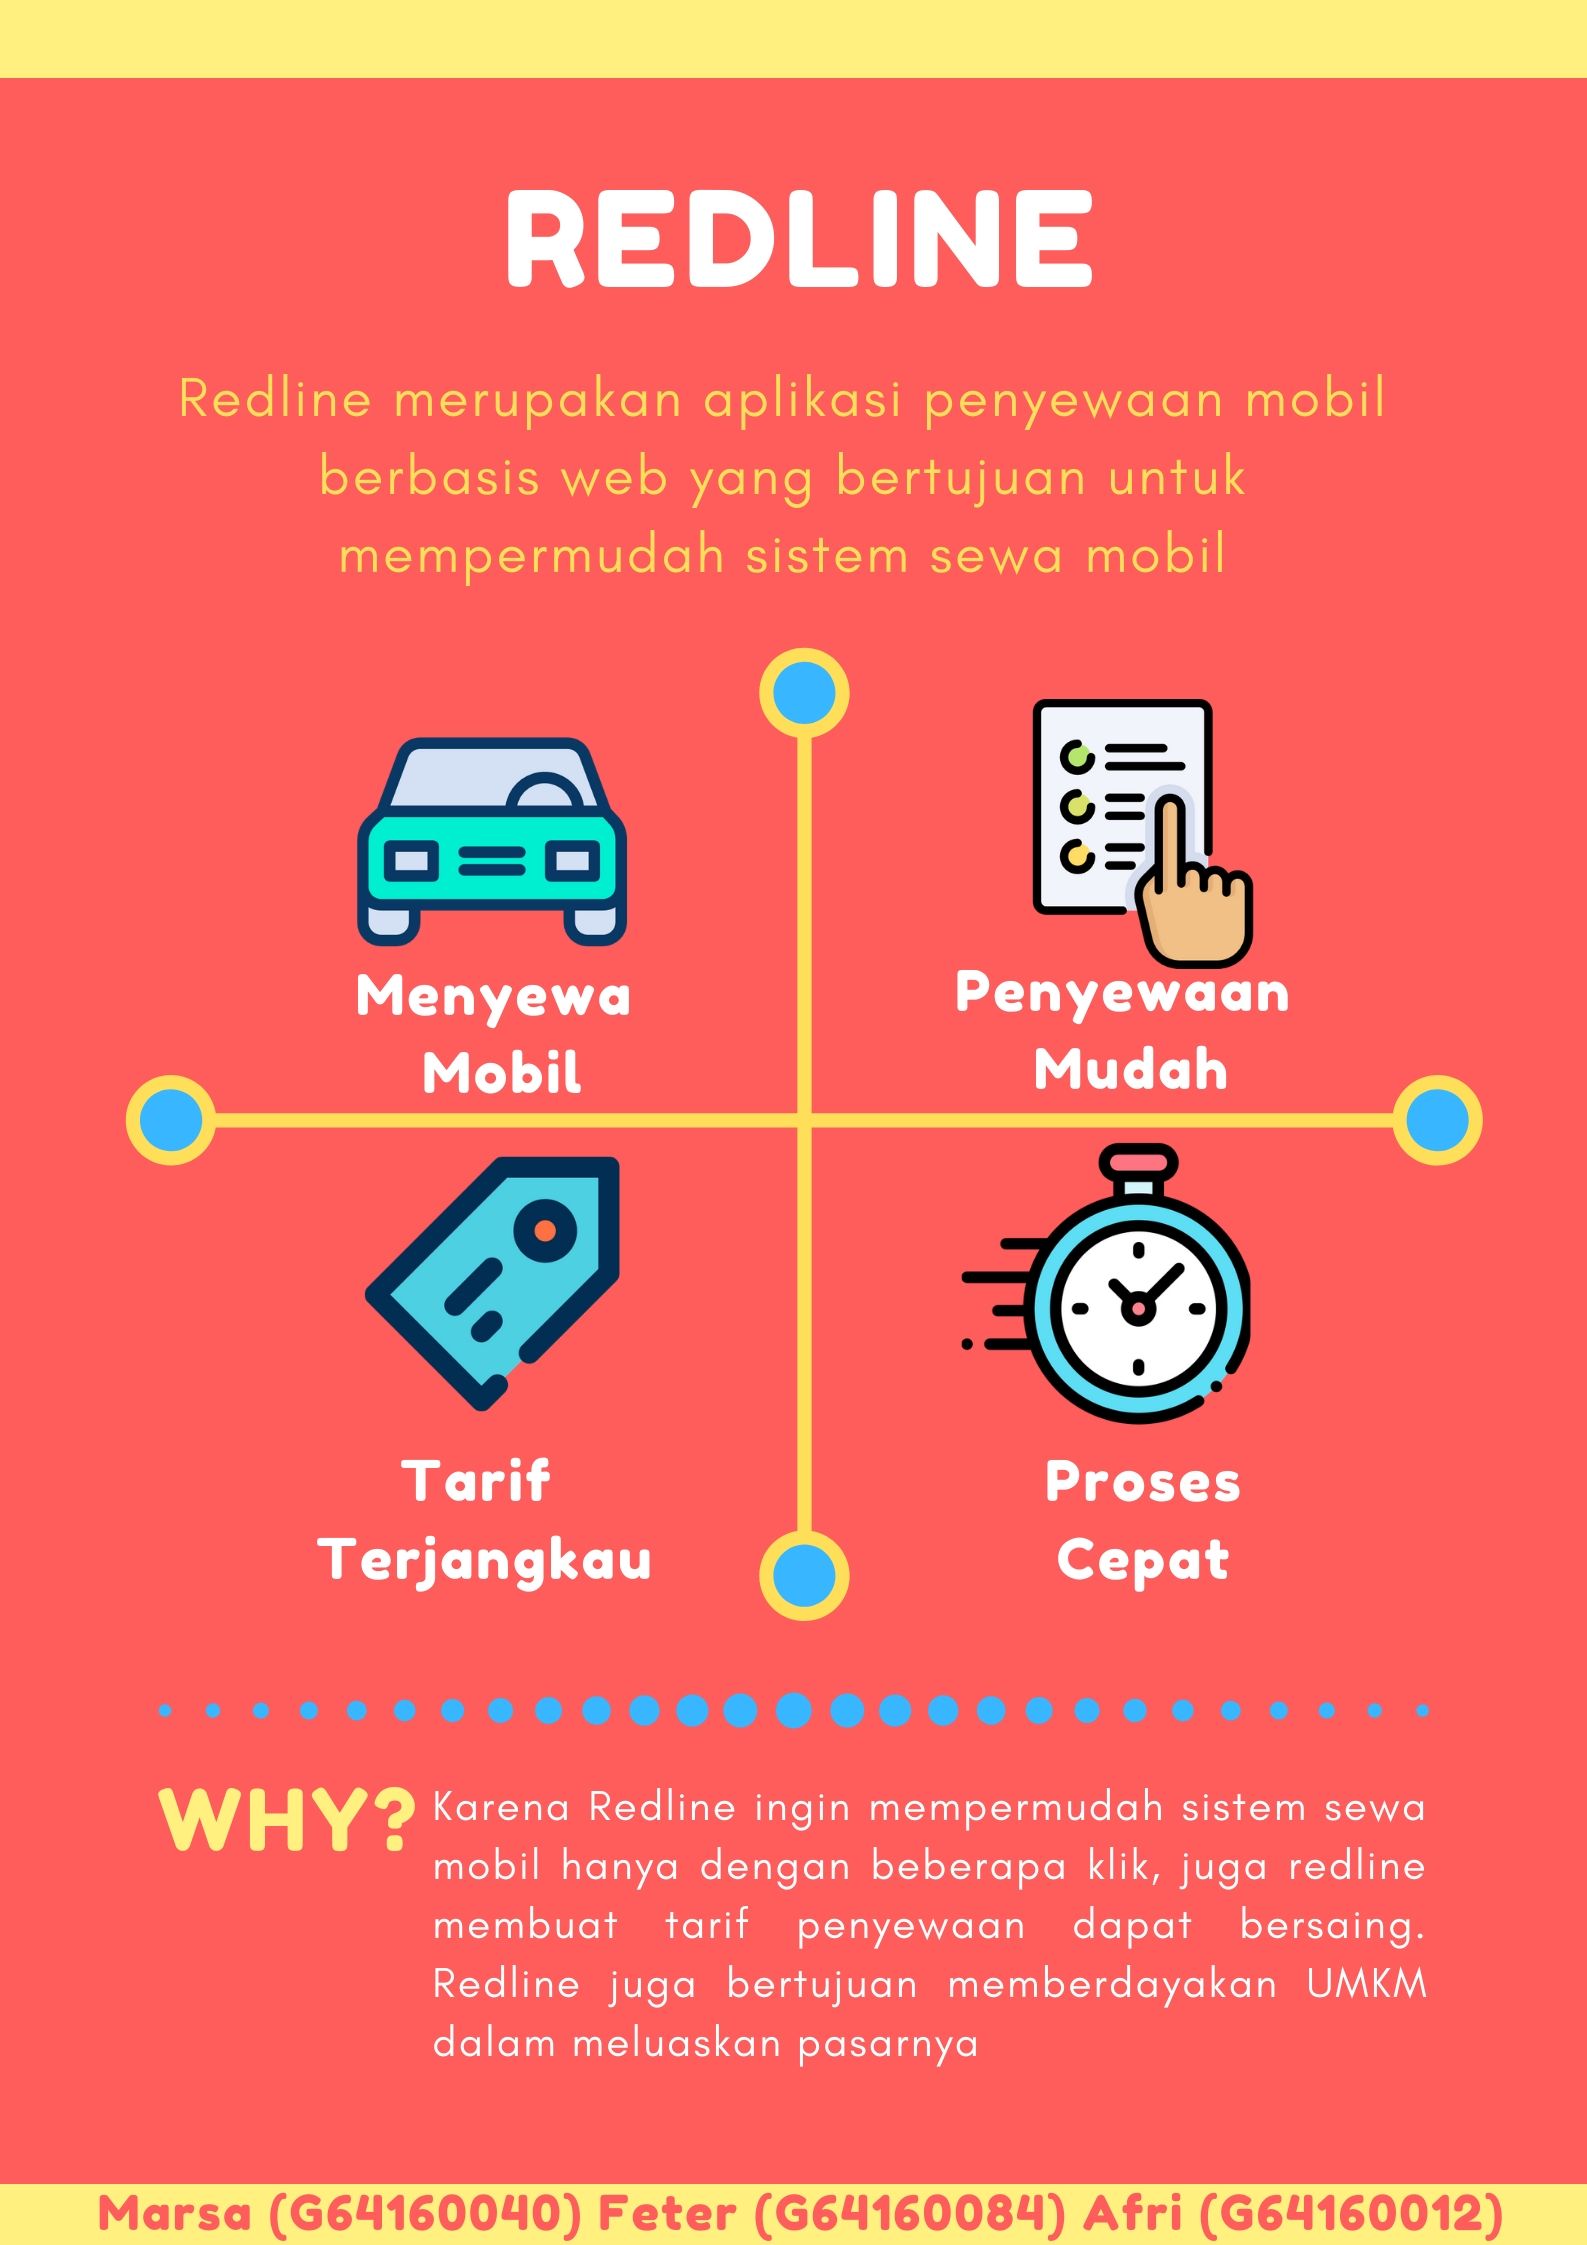 REDLINE
Redline merupakan aplikasi penyewaan mobil
berbasis web yang bertujuan untuk
mempermudah sistem sewa mobil
Menyewa
Mobil
Penyewaan
Mudah
Tarif
Terjangkau
Proses
Cepat
WHY?
Karena Redline ingin mempermudah sistem sewa
mobil hanya dengan beberapa klik, juga redline
membuat tarif penyewaan dapat bersaing.
Redline juga bertujuan memberdayakan UMKM
dalam meluaskan pasarnya
Marsa (G64160040) Feter (G64160084) Afri (G64160012)